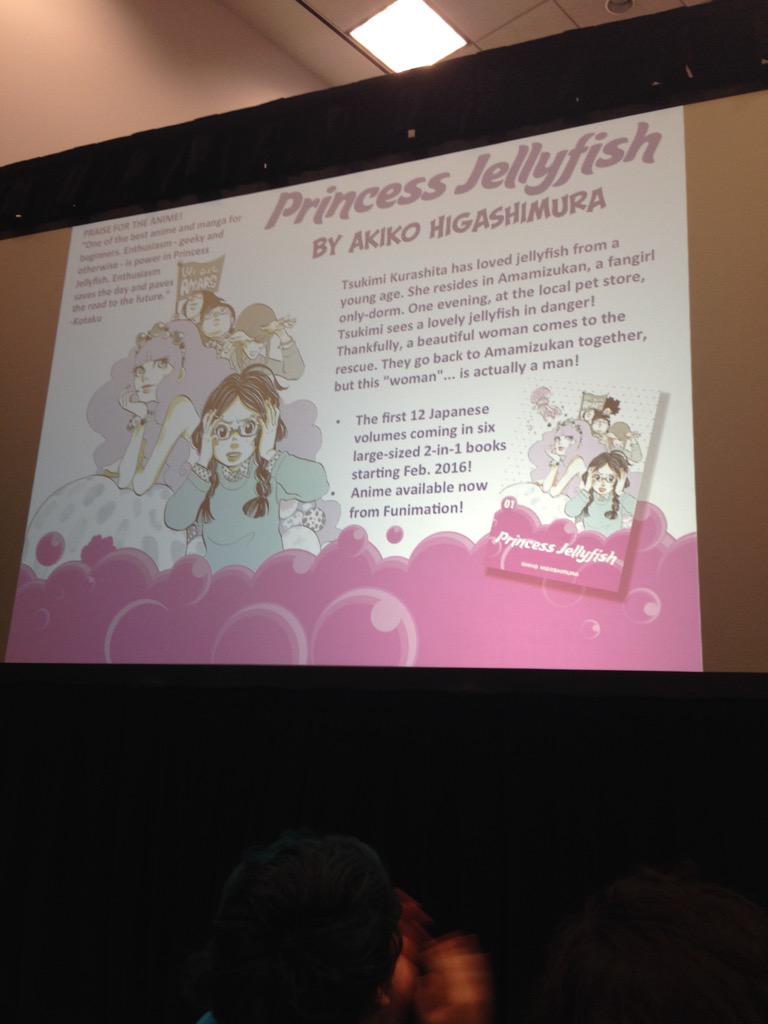 Princess Jellyfish
BY AKIKO HIGASHIMURA
PRAISE FOR THE ANIME!
"One of the best anime and manga for
beginners. Enthusiasm - geeky and
otherwise - is power in Princess
Jellyfish. Enthusiasm
saves the day and paves
the road to the future."
-Kotaku
WE ARE
AMARS
Tsukimi Kurashita has loved jellyfish from a
young age. She resides in Amamizukan, a fangirl
only-dorm. One evening, at the local pet store,
Tsukimi sees a lovely jellyfish in danger!
Thankfully, a beautiful woman comes to the
rescue. They go back to Amamizukan together,
but this "woman"... is actually a man!
• The first 12 Japanese
volumes coming in six
large-sized 2-in-1 books
starting Feb. 2016!
• Anime available now
from Funimation!
01
Princess Jellyfish
AKIKO HIGASHIMURA